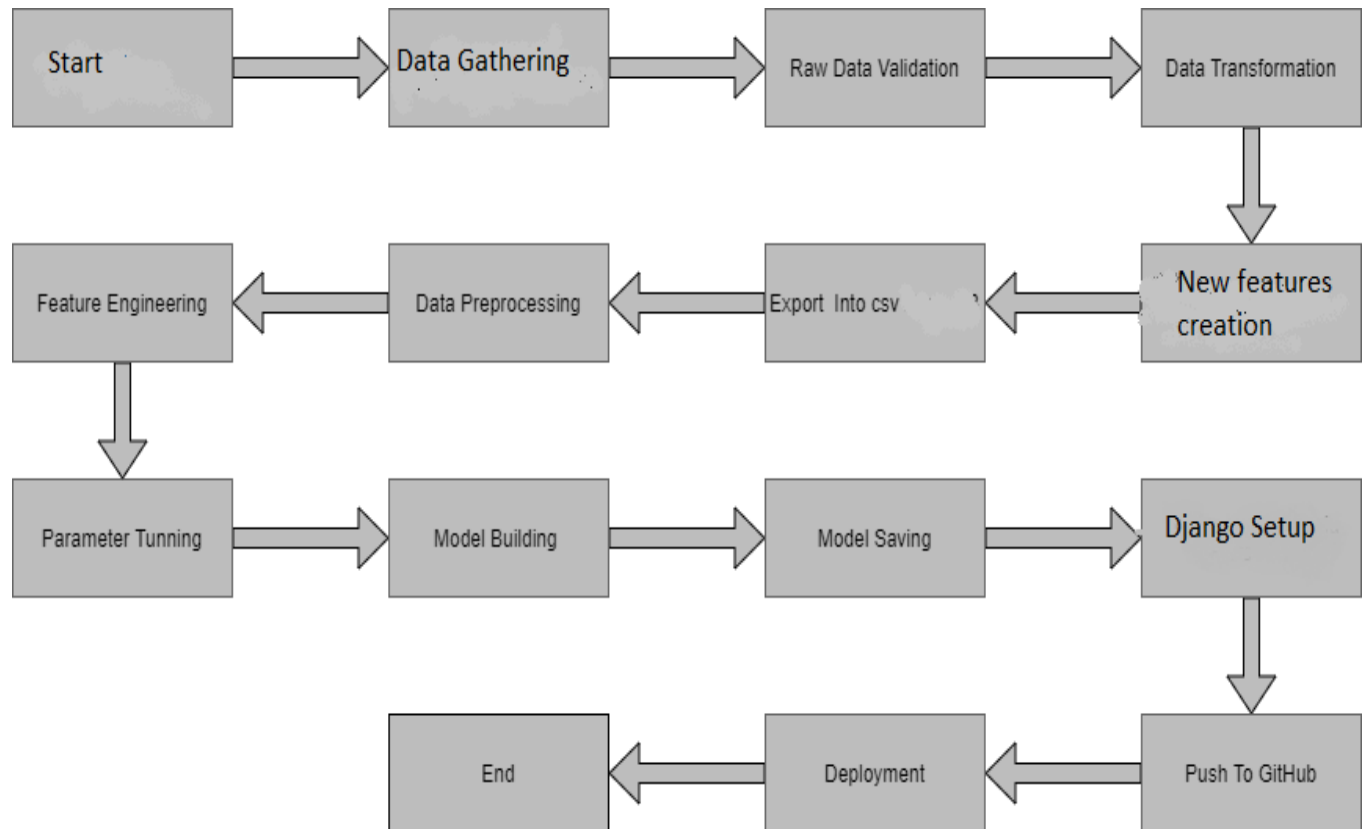 Start
Data Gathering
Raw Data Validation
Data Transformation
New features
creation
Export Into csv
Data Preprocessing
Feature Engineering
Parameter Tunning
Model Building
Model Saving
Django Setup
Push To GitHub
Deployment
End